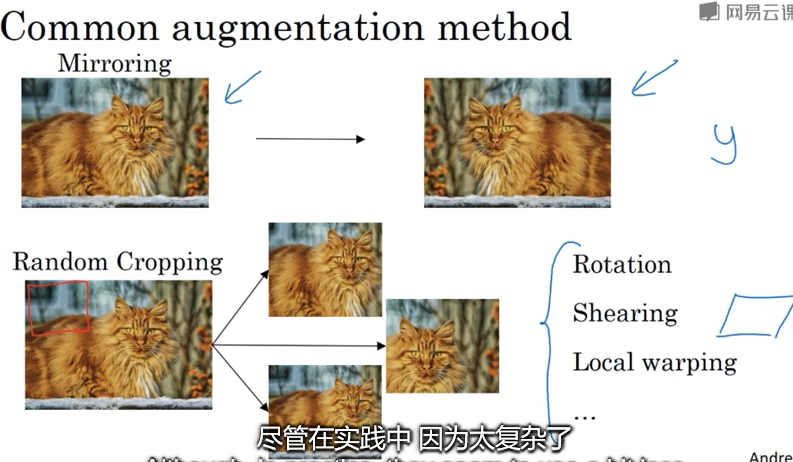 Common augmentation method
网易云课
Mirroring
y
Random Cropping
Rotation
Shearing
Local warping
...
尽管在实践中 因为太复杂了
Andre